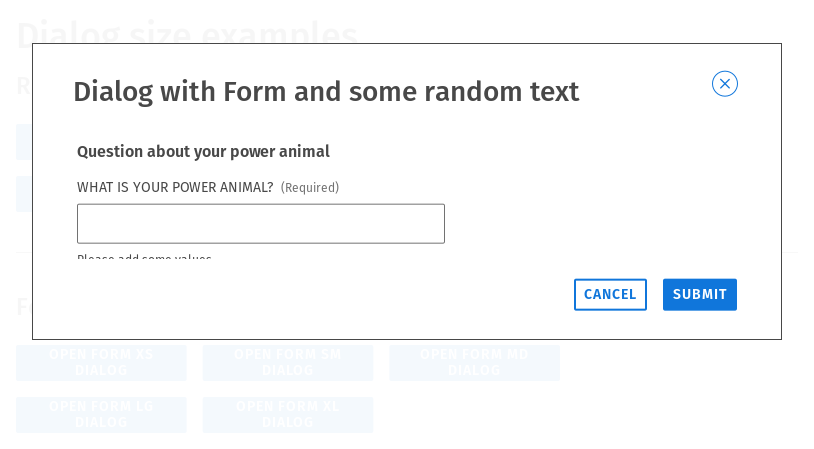 Dialog size examples
R
Dialog with Form and some random text
Question about your power animal
WHAT IS YOUR POWER ANIMAL? (Required)
Please add some values
CANCEL
SUBMIT
F
OPEN FORM XS
DIALOG
OPEN FORM SM
DIALOG
OPEN FORM MD
DIALOG
OPEN FORM LG
DIALOG
OPEN FORM XL
DIALOG